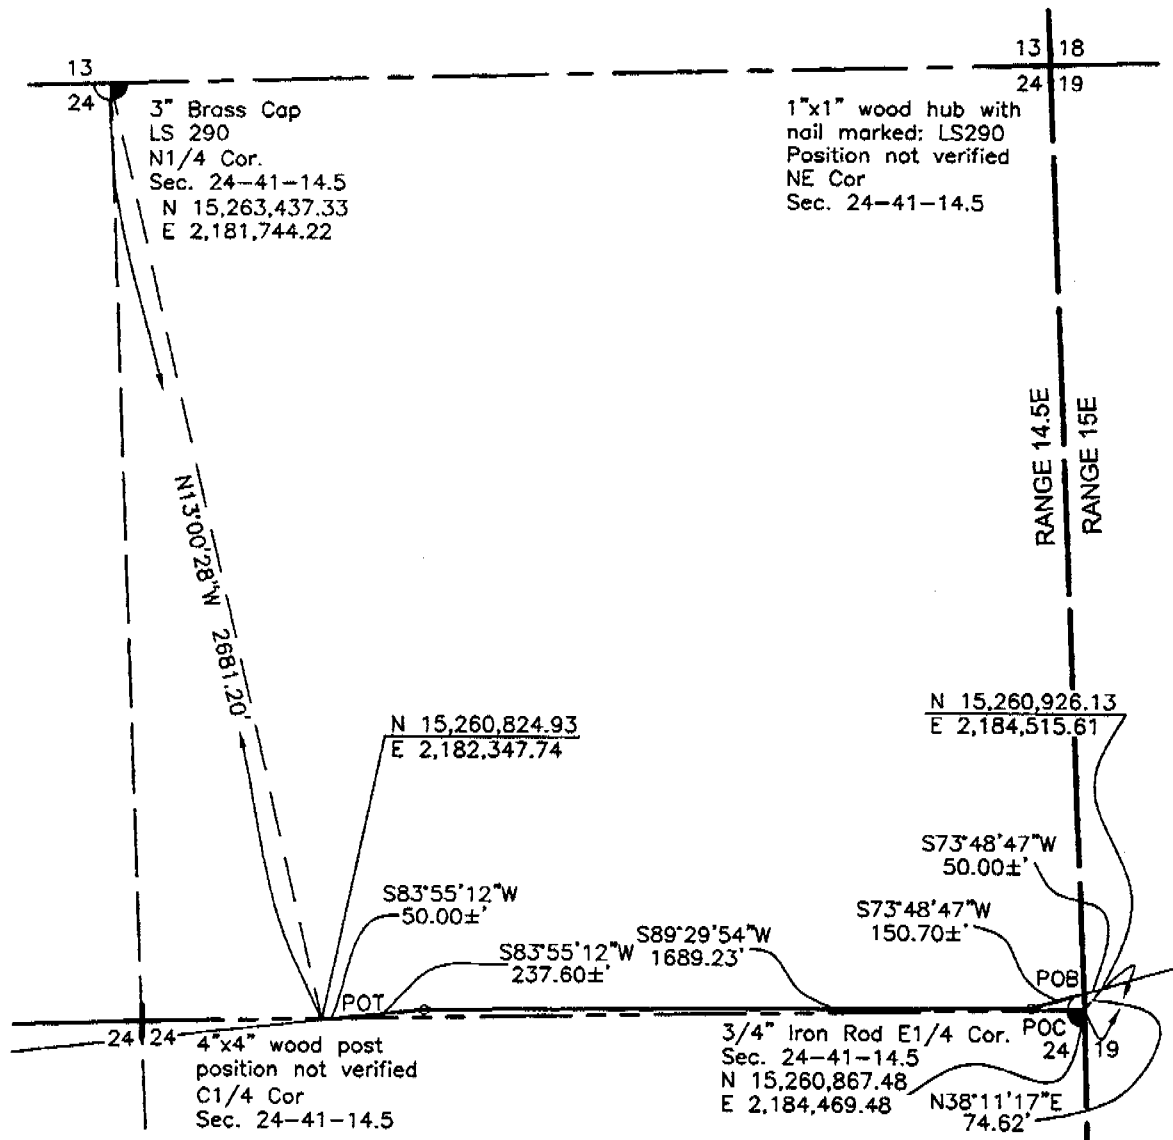 13
24
3" Brass Cap
LS 290
N1/4 Cor.
Sec. 24-41-14.5
N 15,263,437.33
E 2,181,744.22
13 18
24 19
1"x1" wood hub with
nail marked: LS290
Position not verified
NE Cor
Sec. 24-41-14.5
RANGE 14.5E
RANGE 15E
N13°00'28"W 2681.20'
N 15,260,824.93
E 2,182,347.74
N 15,260,926.13
E 2,184,515.61
S73°48'47"W
50.00±'
S83°55'12"W
50.00±'
S73°48'47"W
150.70±'
S83°55'12"W
237.60±'
S89°29'54"W
1689.23'
POT
POB
POC
24 24
24 19
4"x4" wood post
position not verified
C1/4 Cor
Sec. 24-41-14.5
3/4" Iron Rod E1/4 Cor.
Sec. 24-41-14.5
N 15,260,867.48
E 2,184,469.48
N38°11'17"E
74.62'